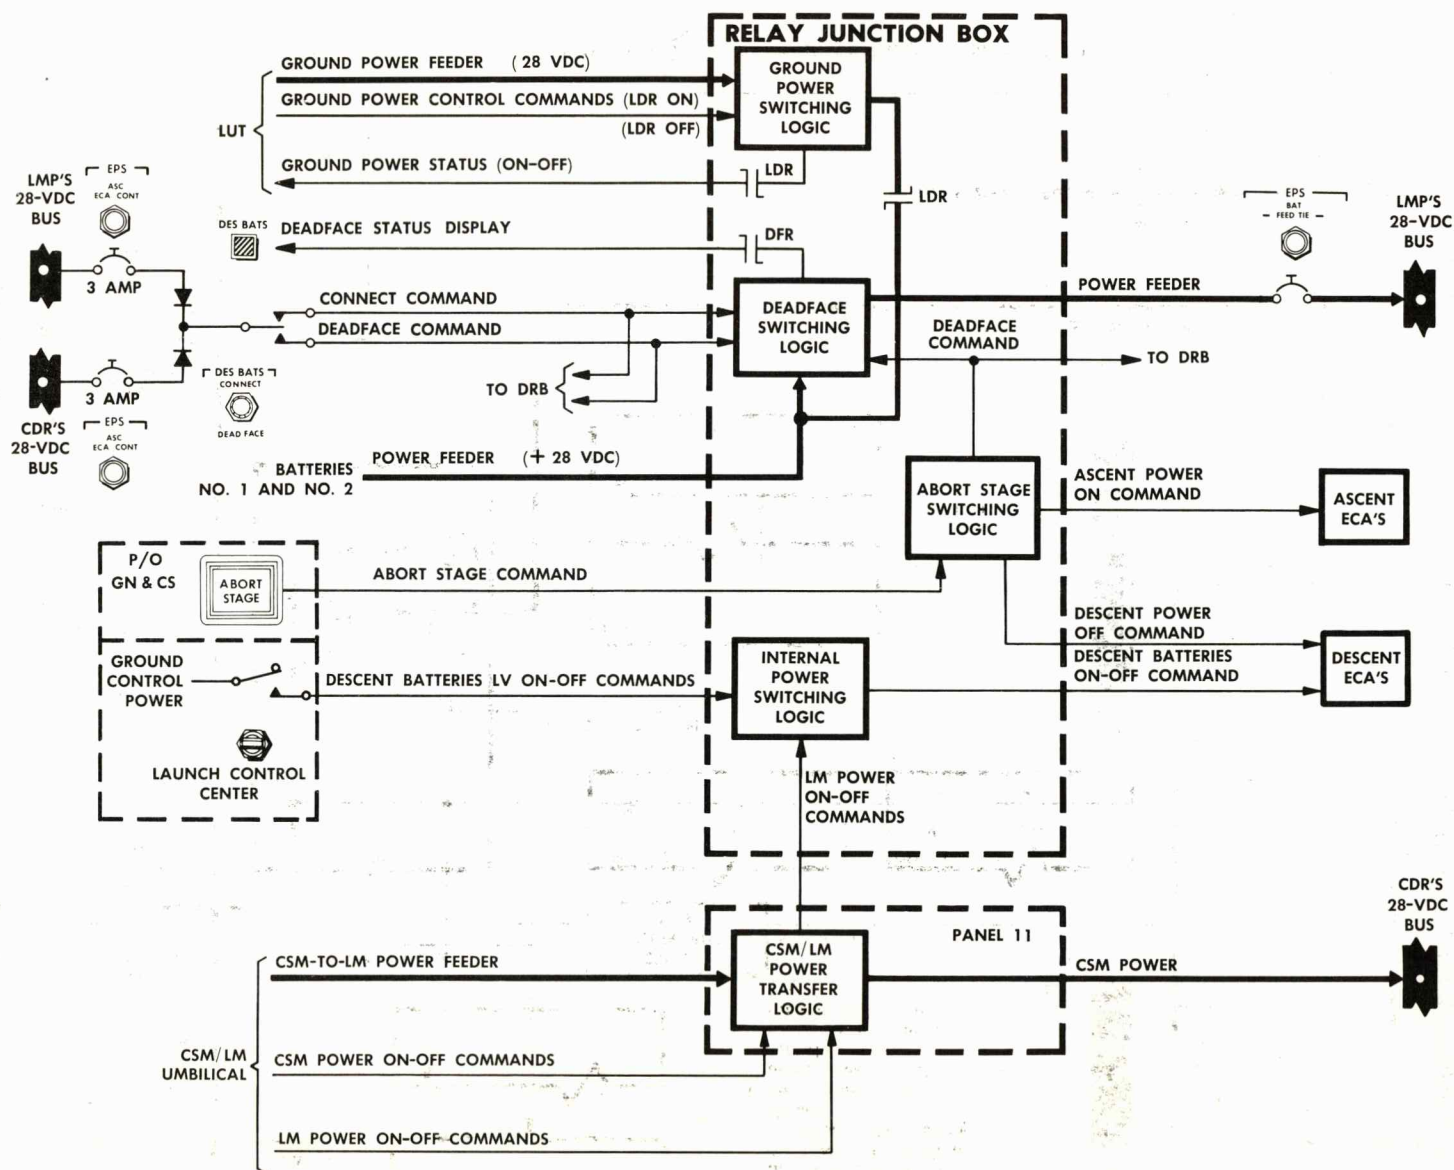 RELAY JUNCTION BOX
GROUND POWER FEEDER (28 VDC)
GROUND POWER CONTROL COMMANDS (LDR ON)
(LDR OFF)
LUT
GROUND POWER STATUS (ON-OFF)
GROUND
POWER
SWITCHING
LOGIC
LDR
LDR
EPS
ASC
ECA CONT
LMP'S
28-VDC
BUS
3 AMP
DES BATS
DEADFACE STATUS DISPLAY
DFR
CONNECT COMMAND
DEADFACE COMMAND
DEADFACE
SWITCHING
LOGIC
POWER FEEDER
EPS
BAT
FEED TIE
LMP'S
28-VDC
BUS
DEADFACE
COMMAND
TO DRB
TO DRB
3 AMP
CDR'S
28-VDC
BUS
EPS
ASC
ECA CONT
DES BATS
CONNECT
DEAD FACE
BATTERIES
NO. 1 AND NO. 2
POWER FEEDER (+ 28 VDC)
ABORT STAGE
SWITCHING
LOGIC
ASCENT POWER
ON COMMAND
ASCENT
ECA'S
P/O
GN & CS
ABORT
STAGE
ABORT STAGE COMMAND
DESCENT POWER
OFF COMMAND
DESCENT BATTERIES
ON-OFF COMMAND
DESCENT
ECA'S
GROUND
CONTROL
POWER
DESCENT BATTERIES LV ON-OFF COMMANDS
INTERNAL
POWER
SWITCHING
LOGIC
LAUNCH CONTROL
CENTER
LM POWER
ON-OFF
COMMANDS
PANEL 11
CSM-TO-LM POWER FEEDER
CSM/LM
POWER
TRANSFER
LOGIC
CSM POWER
CDR'S
28-VDC
BUS
CSM/LM
UMBILICAL
CSM POWER ON-OFF COMMANDS
LM POWER ON-OFF COMMANDS